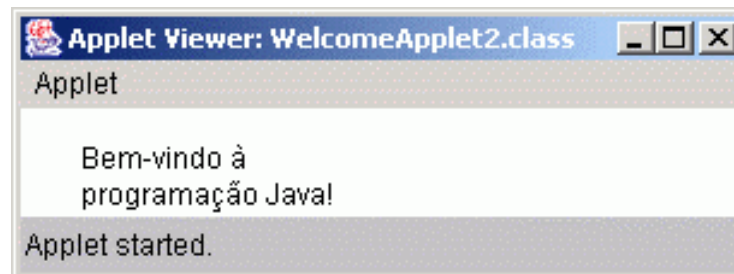 Applet Viewer: WelcomeApplet2.class
Applet
Bem-vindo à
programação Java!
Applet started.